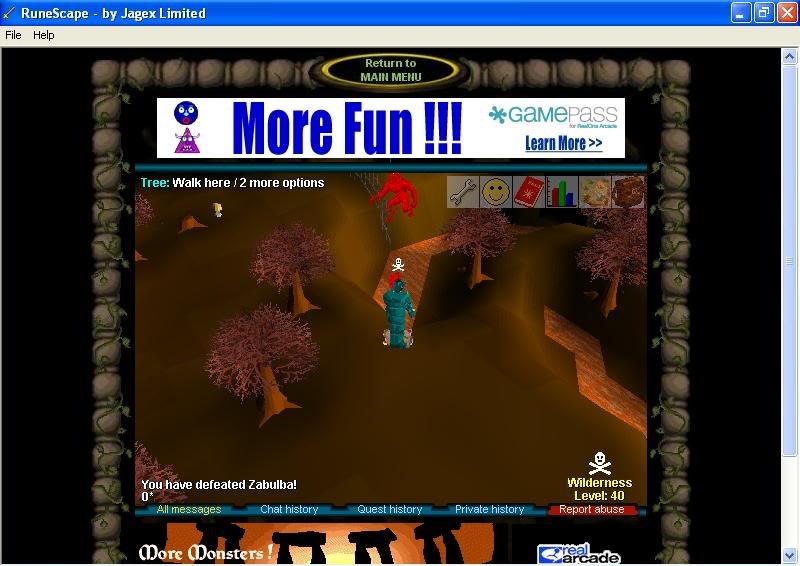 RuneScape - by Jagex Limited
File Help
Return to
MAIN MENU
More Fun !!!
GAMEPASS
for RealOne Arcade
Learn More >>
Tree: Walk here / 2 more options
You have defeated Zabulba!
0*
Wilderness
Level: 40
All messages Chat history Quest history Private history Report abuse
More Monsters !
real
arcade